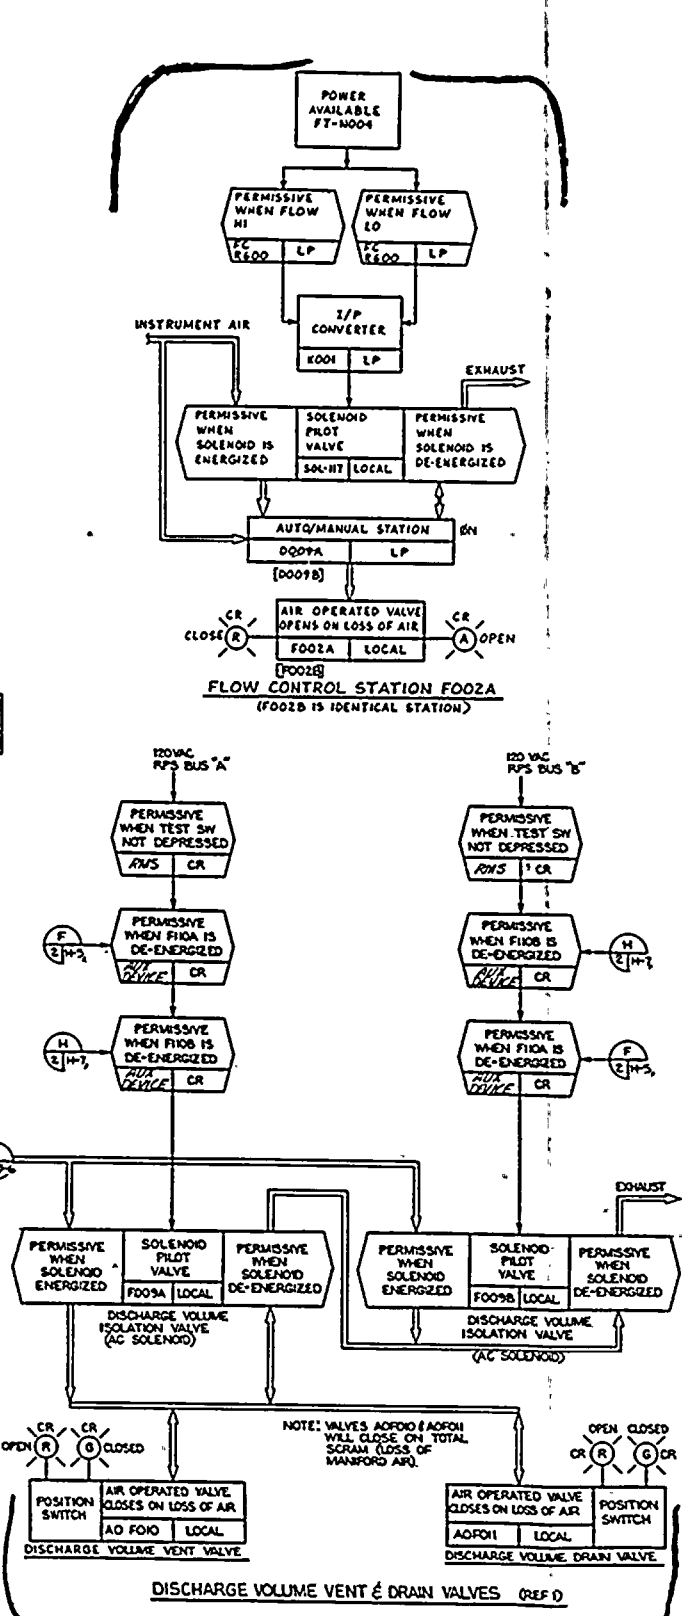 POWER
AVAILABLE
FT-N004
PERMISSIVE
WHEN FLOW
HI
FC
R600
LP
PERMISSIVE
WHEN FLOW
LO
FC
R600
LP
I/P
CONVERTER
K001
LP
INSTRUMENT AIR
EXHAUST
PERMISSIVE
WHEN
SOLENOID IS
ENERGIZED
SOLENOID
PILOT
VALVE
SOL-117
LOCAL
PERMISSIVE
WHEN
SOLENOID IS
DE-ENERGIZED
AUTO/MANUAL STATION
ØN
D009A
LP
[D009B]
CR
CLOSE R
AIR OPERATED VALVE
OPENS ON LOSS OF AIR
F002A
LOCAL
CR
A OPEN
[F002B]
FLOW CONTROL STATION F002A
(F002B IS IDENTICAL STATION)
120VAC
RPS BUS "A"
120 VAC
RPS BUS "B"
PERMISSIVE
WHEN TEST SW
NOT DEPRESSED
RMS
CR
PERMISSIVE
WHEN TEST SW
NOT DEPRESSED
RMS
CR
F
2 H-5,
PERMISSIVE
WHEN F110A IS
DE-ENERGIZED
AUX
DEVICE
CR
PERMISSIVE
WHEN F110B IS
DE-ENERGIZED
AUX
DEVICE
CR
H
2 H-7,
H
2 H-7,
PERMISSIVE
WHEN F110B IS
DE-ENERGIZED
AUX
DEVICE
CR
PERMISSIVE
WHEN F110A IS
DE-ENERGIZED
AUX
DEVICE
CR
F
2 H-5,
EXHAUST
PERMISSIVE
WHEN
SOLENOID
ENERGIZED
SOLENOID
PILOT
VALVE
F009A
LOCAL
PERMISSIVE
WHEN
SOLENOID
DE-ENERGIZED
DISCHARGE VOLUME
ISOLATION VALVE
(AC SOLENOID)
PERMISSIVE
WHEN
SOLENOID
ENERGIZED
SOLENOID
PILOT
VALVE
F009B
LOCAL
PERMISSIVE
WHEN
SOLENOID
DE-ENERGIZED
DISCHARGE VOLUME
ISOLATION VALVE
(AC SOLENOID)
NOTE: VALVES AOF010 & AOF011
WILL CLOSE ON TOTAL
SCRAM (LOSS OF
MANIFORD AIR).
CR CR
OPEN R G CLOSED
POSITION
SWITCH
AIR OPERATED VALVE
CLOSES ON LOSS OF AIR
AO F010
LOCAL
DISCHARGE VOLUME VENT VALVE
OPEN CLOSED
CR R G CR
AIR OPERATED VALVE
CLOSES ON LOSS OF AIR
AOF011
LOCAL
POSITION
SWITCH
DISCHARGE VOLUME DRAIN VALVE
DISCHARGE VOLUME VENT & DRAIN VALVES (REF 1)